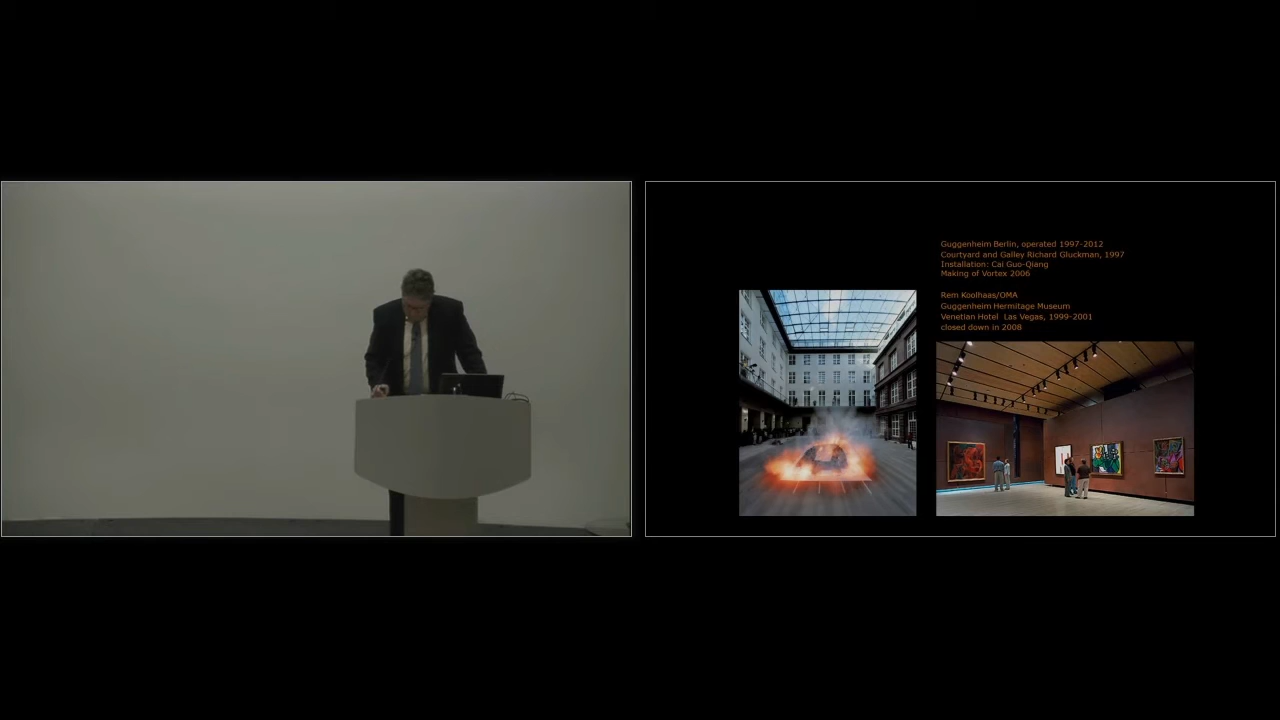 Guggenheim Berlin, operated 1997-2012
Courtyard and Galley Richard Gluckman, 1997
Installation: Cai Guo-Qiang
Making of Vortex 2006
Rem Koolhaas/OMA
Guggenheim Hermitage Museum
Venetian Hotel Las Vegas, 1999-2001
closed down in 2008